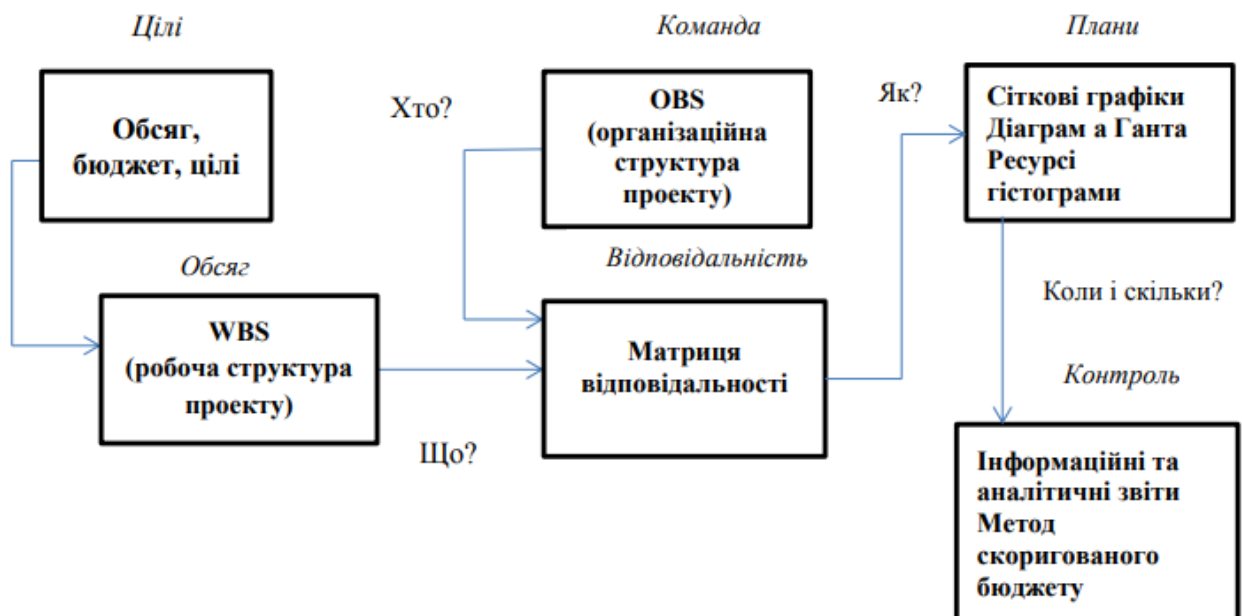 Цілі
Обсяг,
бюджет, цілі
Обсяг
WBS
(робоча структура
проекту)
Хто?
Що?
Команда
OBS
(організаційна
структура
проекту)
Відповідальність
Матриця
відповідальності
Як?
Плани
Сіткові графіки
Діаграм а Ганта
Ресурсі
гістограми
Коли і скільки?
Контроль
Інформаційні та
аналітичні звіти
Метод
скоригованого
бюджету